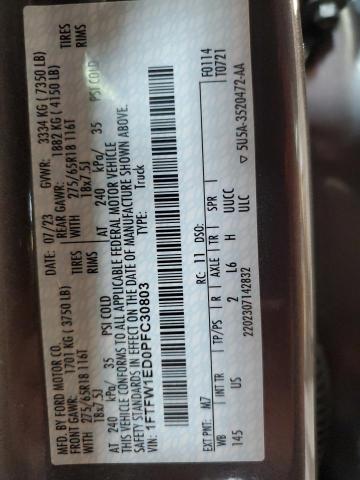 MFD. BY FORD MOTOR CO.
DATE: 07/23 GVWR: 3334 KG ( 7350 LB)
FRONT GAWR: 1701 KG ( 3750 LB) REAR GAWR: 1882 KG ( 4150 LB)
WITH 275/65R18 116T TIRES WITH 275/65R18 116T TIRES
18x7.5J RIMS 18x7.5J RIMS
AT 240 kPa/ 35 PSI COLD AT 240 kPa/ 35 PSI COLD
THIS VEHICLE CONFORMS TO ALL APPLICABLE FEDERAL MOTOR VEHICLE
SAFETY STANDARDS IN EFFECT ON THE DATE OF MANUFACTURE SHOWN ABOVE.
VIN: 1FTFW1ED0PFC30803 TYPE: Truck
F0114
T0721
EXT PNT: M7 RC: 11 DSO:
WB INT TR TP/PS R AXLE TR SPR
145 US 2 L6 H UUCC
ULC
2202307142832
5U5A-3520472-AA